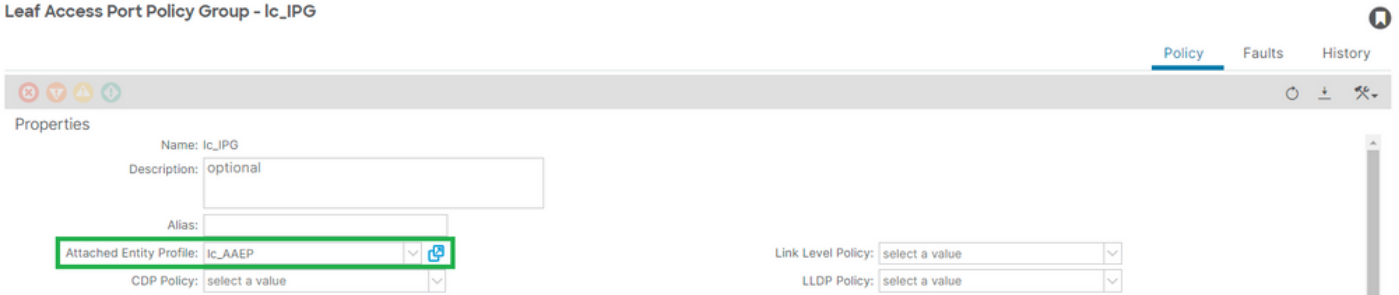 Leaf Access Port Policy Group - lc_IPG
Policy Faults History
Properties
Name: lc_IPG
Description: optional
Alias:
Attached Entity Profile: lc_AAEP
Link Level Policy: select a value
CDP Policy: select a value
LLDP Policy: select a value